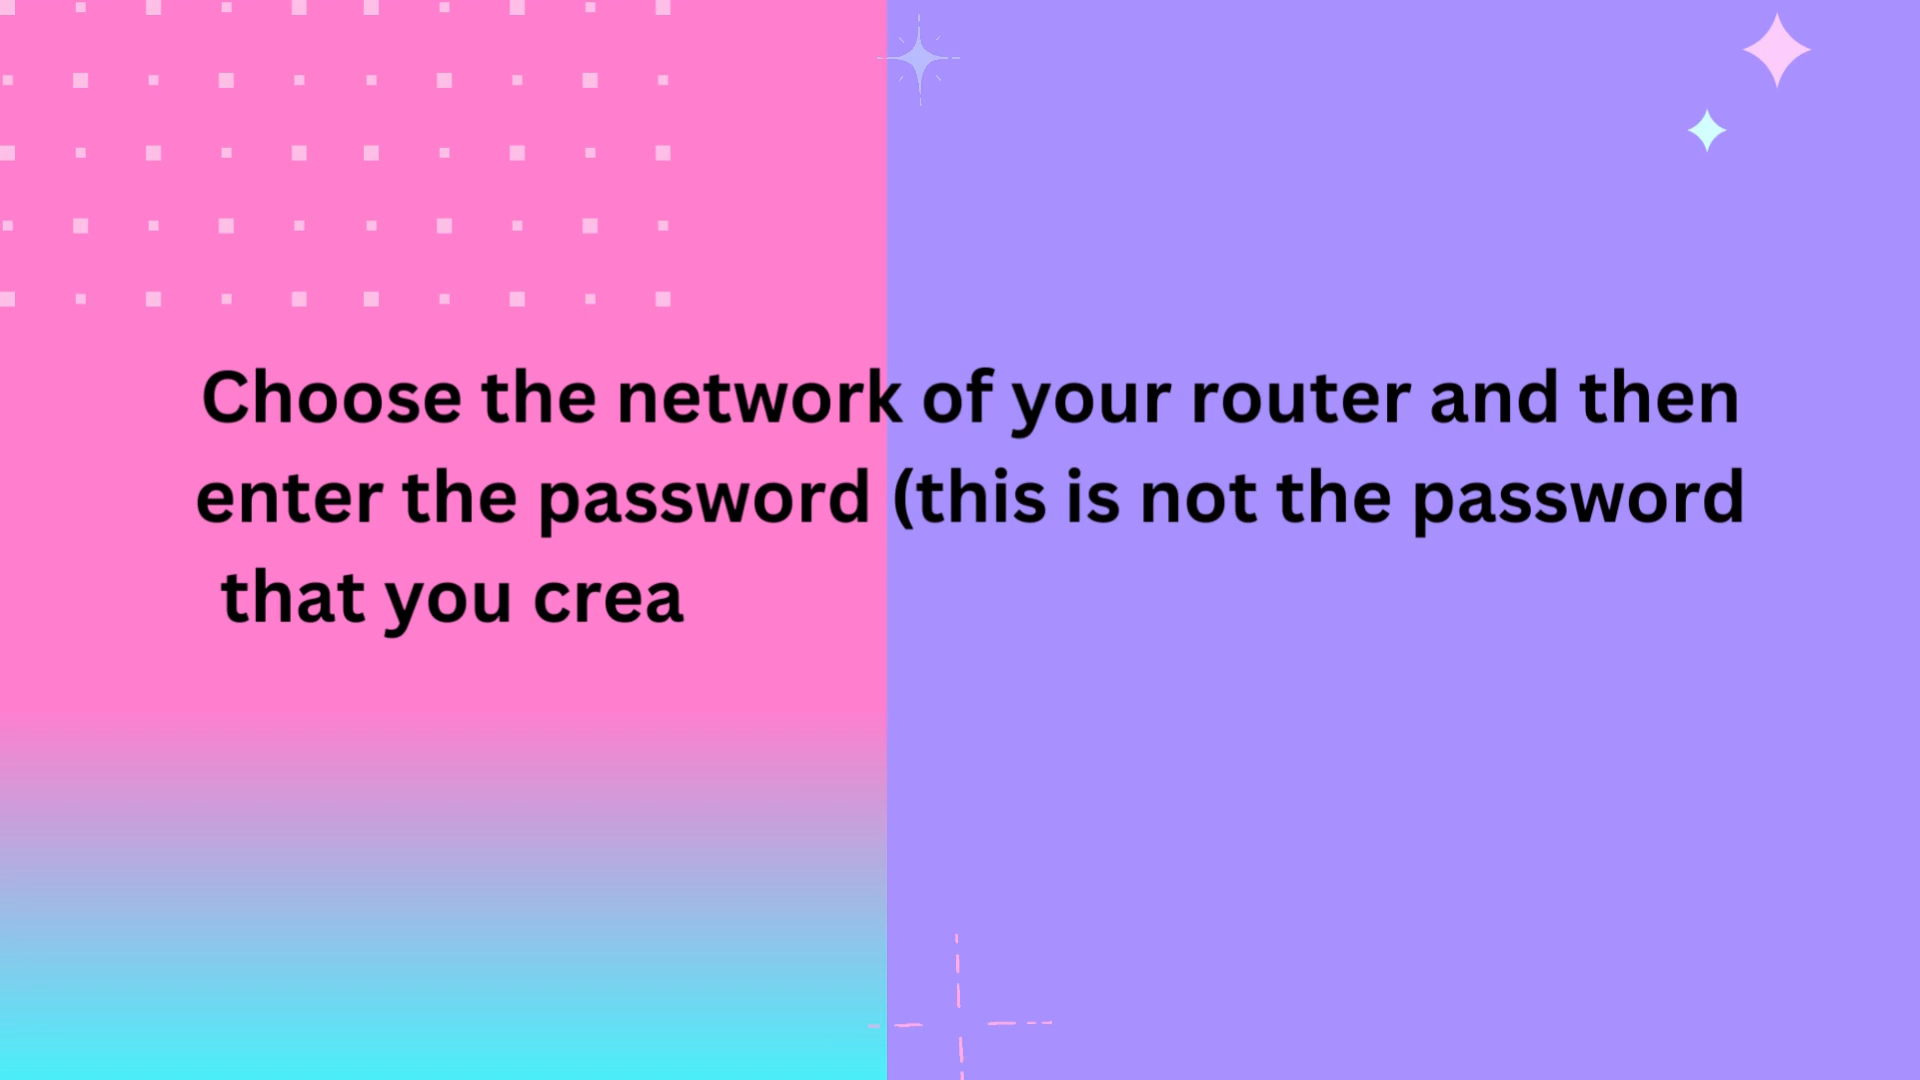 Choose the network of your router and then
enter the password (this is not the password
that you crea